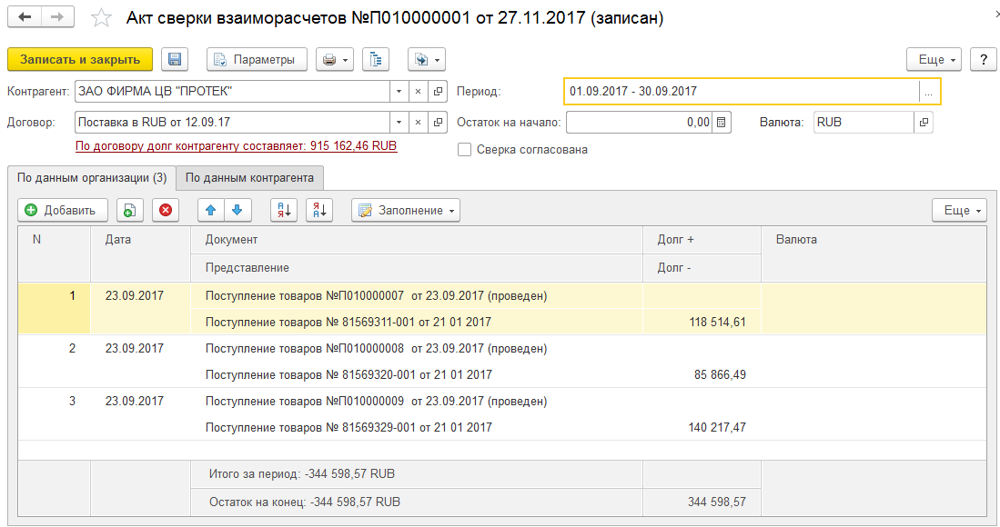 Акт сверки взаиморасчетов №П010000001 от 27.11.2017 (записан)
Записать и закрыть
Параметры
Еще
?
Контрагент: ЗАО ФИРМА ЦВ "ПРОТЕК"
Период: 01.09.2017 - 30.09.2017 ...
Договор: Поставка в RUB от 12.09.17
Остаток на начало: 0,00
Валюта: RUB
По договору долг контрагенту составляет: 915 162,46 RUB
Сверка согласована
По данным организации (3)
По данным контрагента
Добавить
Заполнение
Еще
N Дата Документ Долг + Валюта
Представление Долг -
1 23.09.2017 Поступление товаров №П010000007 от 23.09.2017 (проведен)
Поступление товаров № 81569311-001 от 21 01 2017 118 514,61
2 23.09.2017 Поступление товаров №П010000008 от 23.09.2017 (проведен)
Поступление товаров № 81569320-001 от 21 01 2017 85 866,49
3 23.09.2017 Поступление товаров №П010000009 от 23.09.2017 (проведен)
Поступление товаров № 81569329-001 от 21 01 2017 140 217,47
Итого за период: -344 598,57 RUB
Остаток на конец: -344 598,57 RUB 344 598,57